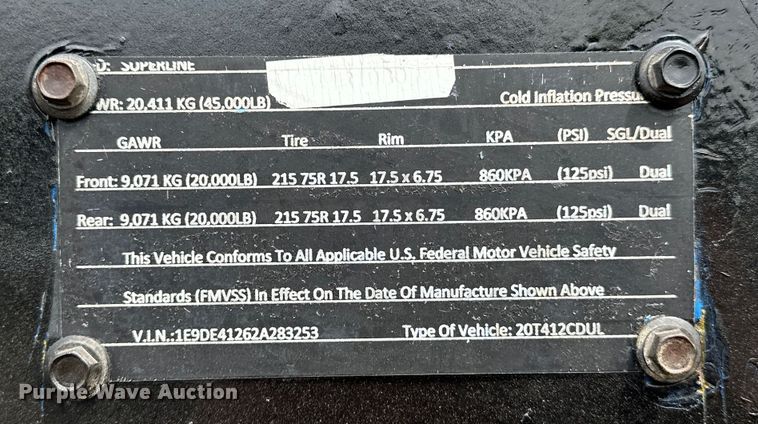 D: SUPERLINE
WR: 20,411 KG (45,000LB) Cold Inflation Pressu
GAWR Tire Rim KPA (PSI) SGL/Dual
Front: 9,071 KG (20,000LB) 215 75R 17.5 17.5 x 6.75 860KPA (125psi) Dual
Rear: 9,071 KG (20,000LB) 215 75R 17.5 17.5 x 6.75 860KPA (125psi) Dual
This Vehicle Conforms To All Applicable U.S. Federal Motor Vehicle Safety
Standards (FMVSS) In Effect On The Date Of Manufacture Shown Above
V.I.N.:1E9DE41262A283253 Type Of Vehicle: 20T412CDUL
Purple Wave Auction